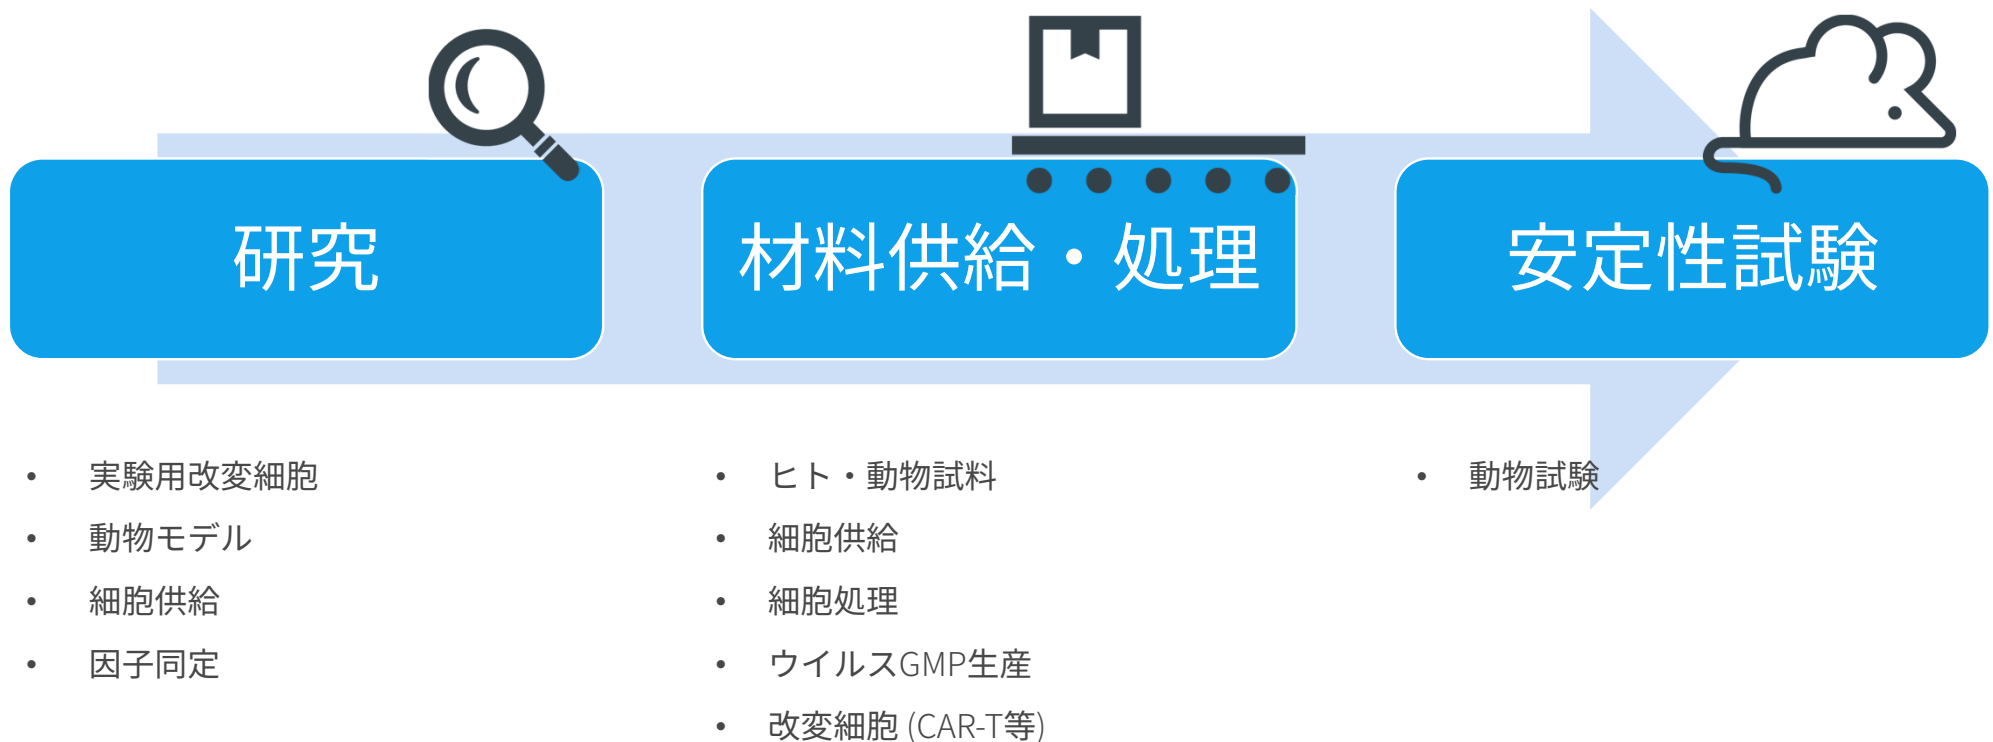 研究
材料供給・処理
安定性試験
• 実験用改変細胞
• 動物モデル
• 細胞供給
• 因子同定
• ヒト・動物試料
• 細胞供給
• 細胞処理
• ウイルスGMP生産
• 改変細胞 (CAR-T等)
• 動物試験